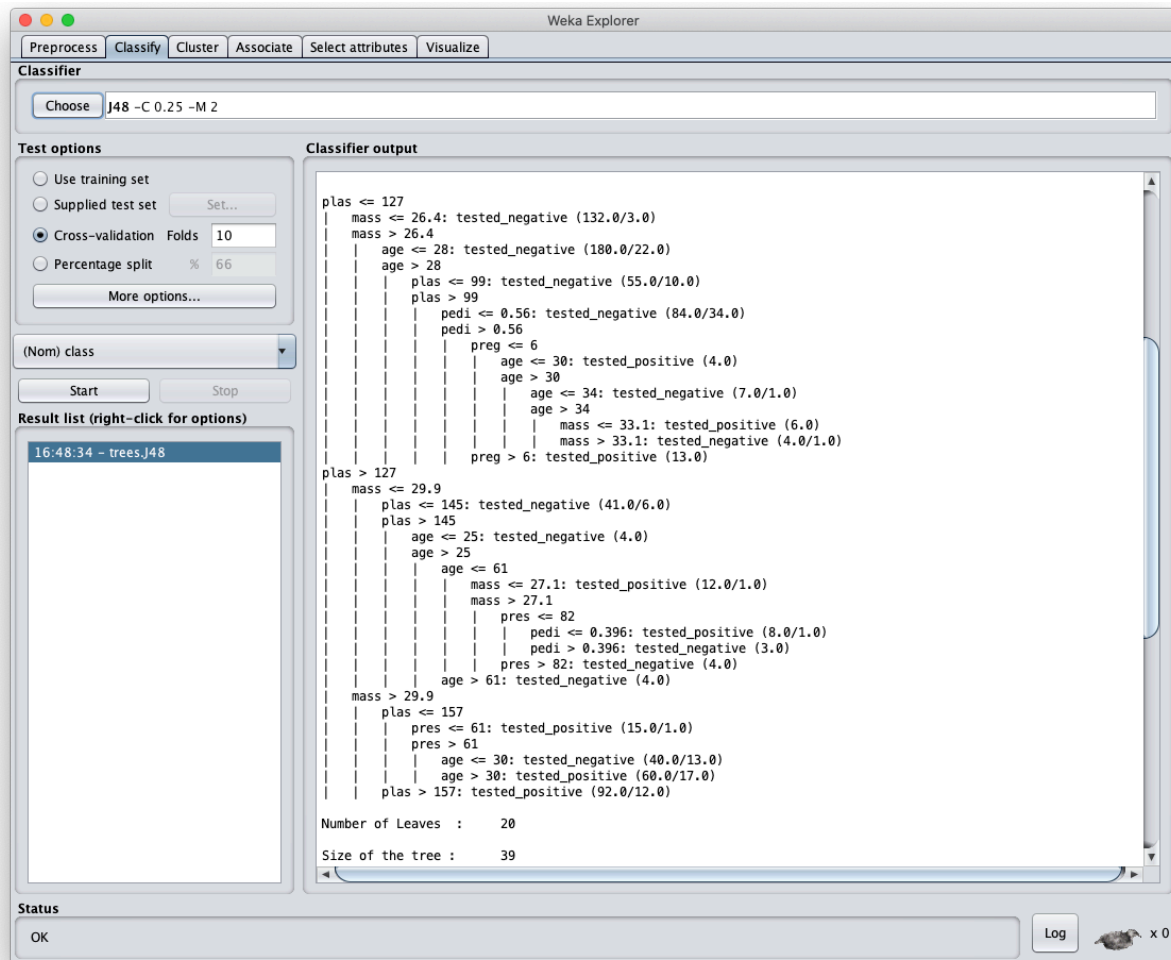 Weka Explorer
Preprocess Classify Cluster Associate Select attributes Visualize
Classifier
Choose J48 -C 0.25 -M 2
Test options
Use training set
Supplied test set Set...
Cross-validation Folds 10
Percentage split % 66
More options...
(Nom) class
Start Stop
Result list (right-click for options)
16:48:34 - trees.J48
Classifier output
plas <= 127
|   mass <= 26.4: tested_negative (132.0/3.0)
|   mass > 26.4
|   |   age <= 28: tested_negative (180.0/22.0)
|   |   age > 28
|   |   |   plas <= 99: tested_negative (55.0/10.0)
|   |   |   plas > 99
|   |   |   |   pedi <= 0.56: tested_negative (84.0/34.0)
|   |   |   |   pedi > 0.56
|   |   |   |   |   preg <= 6
|   |   |   |   |   |   age <= 30: tested_positive (4.0)
|   |   |   |   |   |   age > 30
|   |   |   |   |   |   |   age <= 34: tested_negative (7.0/1.0)
|   |   |   |   |   |   |   age > 34
|   |   |   |   |   |   |   |   mass <= 33.1: tested_positive (6.0)
|   |   |   |   |   |   |   |   mass > 33.1: tested_negative (4.0/1.0)
|   |   |   |   |   preg > 6: tested_positive (13.0)
plas > 127
|   mass <= 29.9
|   |   plas <= 145: tested_negative (41.0/6.0)
|   |   plas > 145
|   |   |   age <= 25: tested_negative (4.0)
|   |   |   age > 25
|   |   |   |   age <= 61
|   |   |   |   |   mass <= 27.1: tested_positive (12.0/1.0)
|   |   |   |   |   mass > 27.1
|   |   |   |   |   |   pres <= 82
|   |   |   |   |   |   |   pedi <= 0.396: tested_positive (8.0/1.0)
|   |   |   |   |   |   |   pedi > 0.396: tested_negative (3.0)
|   |   |   |   |   |   pres > 82: tested_negative (4.0)
|   |   |   |   age > 61: tested_negative (4.0)
|   mass > 29.9
|   |   plas <= 157
|   |   |   pres <= 61: tested_positive (15.0/1.0)
|   |   |   pres > 61
|   |   |   |   age <= 30: tested_negative (40.0/13.0)
|   |   |   |   age > 30: tested_positive (60.0/17.0)
|   |   plas > 157: tested_positive (92.0/12.0)
Number of Leaves  :     20
Size of the tree :      39
Status
OK
Log
x 0